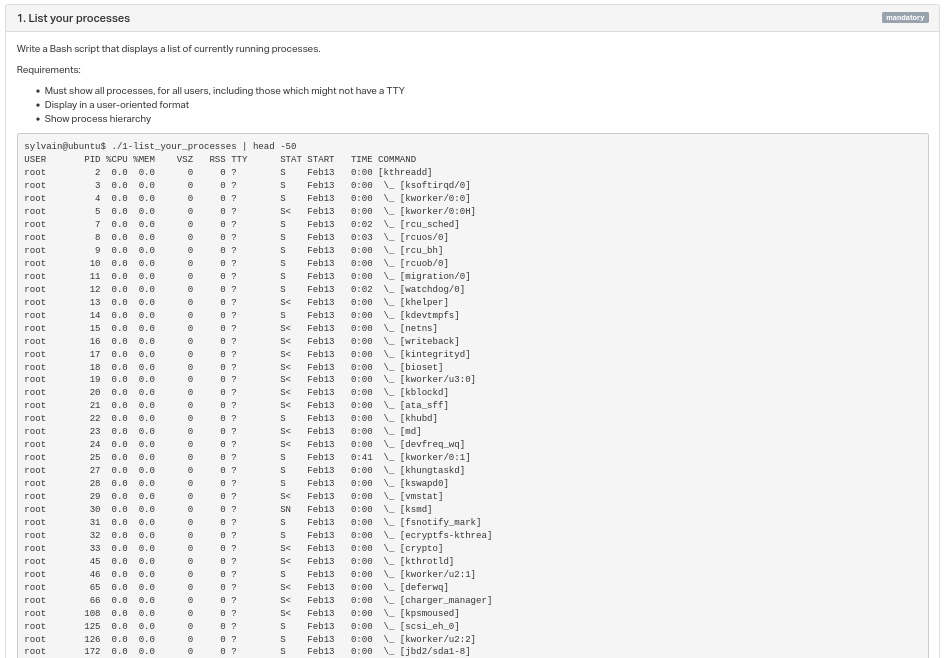 1. List your processes
mandatory
Write a Bash script that displays a list of currently running processes.
Requirements:
• Must show all processes, for all users, including those which might not have a TTY
• Display in a user-oriented format
• Show process hierarchy
sylvain@ubuntu$ ./1-list_your_processes | head -50
USER       PID %CPU %MEM    VSZ   RSS TTY      STAT START   TIME COMMAND
root         2  0.0  0.0      0     0 ?        S    Feb13   0:00 [kthreadd]
root         3  0.0  0.0      0     0 ?        S    Feb13   0:00  \_ [ksoftirqd/0]
root         4  0.0  0.0      0     0 ?        S    Feb13   0:00  \_ [kworker/0:0]
root         5  0.0  0.0      0     0 ?        S<   Feb13   0:00  \_ [kworker/0:0H]
root         7  0.0  0.0      0     0 ?        S    Feb13   0:02  \_ [rcu_sched]
root         8  0.0  0.0      0     0 ?        S    Feb13   0:03  \_ [rcuos/0]
root         9  0.0  0.0      0     0 ?        S    Feb13   0:00  \_ [rcu_bh]
root        10  0.0  0.0      0     0 ?        S    Feb13   0:00  \_ [rcuob/0]
root        11  0.0  0.0      0     0 ?        S    Feb13   0:00  \_ [migration/0]
root        12  0.0  0.0      0     0 ?        S    Feb13   0:02  \_ [watchdog/0]
root        13  0.0  0.0      0     0 ?        S<   Feb13   0:00  \_ [khelper]
root        14  0.0  0.0      0     0 ?        S    Feb13   0:00  \_ [kdevtmpfs]
root        15  0.0  0.0      0     0 ?        S<   Feb13   0:00  \_ [netns]
root        16  0.0  0.0      0     0 ?        S<   Feb13   0:00  \_ [writeback]
root        17  0.0  0.0      0     0 ?        S<   Feb13   0:00  \_ [kintegrityd]
root        18  0.0  0.0      0     0 ?        S<   Feb13   0:00  \_ [bioset]
root        19  0.0  0.0      0     0 ?        S<   Feb13   0:00  \_ [kworker/u3:0]
root        20  0.0  0.0      0     0 ?        S<   Feb13   0:00  \_ [kblockd]
root        21  0.0  0.0      0     0 ?        S<   Feb13   0:00  \_ [ata_sff]
root        22  0.0  0.0      0     0 ?        S    Feb13   0:00  \_ [khubd]
root        23  0.0  0.0      0     0 ?        S<   Feb13   0:00  \_ [md]
root        24  0.0  0.0      0     0 ?        S<   Feb13   0:00  \_ [devfreq_wq]
root        25  0.0  0.0      0     0 ?        S    Feb13   0:41  \_ [kworker/0:1]
root        27  0.0  0.0      0     0 ?        S    Feb13   0:00  \_ [khungtaskd]
root        28  0.0  0.0      0     0 ?        S    Feb13   0:00  \_ [kswapd0]
root        29  0.0  0.0      0     0 ?        S<   Feb13   0:00  \_ [vmstat]
root        30  0.0  0.0      0     0 ?        SN   Feb13   0:00  \_ [ksmd]
root        31  0.0  0.0      0     0 ?        S    Feb13   0:00  \_ [fsnotify_mark]
root        32  0.0  0.0      0     0 ?        S    Feb13   0:00  \_ [ecryptfs-kthrea]
root        33  0.0  0.0      0     0 ?        S<   Feb13   0:00  \_ [crypto]
root        45  0.0  0.0      0     0 ?        S<   Feb13   0:00  \_ [kthrotld]
root        46  0.0  0.0      0     0 ?        S    Feb13   0:00  \_ [kworker/u2:1]
root        65  0.0  0.0      0     0 ?        S<   Feb13   0:00  \_ [deferwq]
root        66  0.0  0.0      0     0 ?        S<   Feb13   0:00  \_ [charger_manager]
root       108  0.0  0.0      0     0 ?        S<   Feb13   0:00  \_ [kpsmoused]
root       125  0.0  0.0      0     0 ?        S    Feb13   0:00  \_ [scsi_eh_0]
root       126  0.0  0.0      0     0 ?        S    Feb13   0:00  \_ [kworker/u2:2]
root       172  0.0  0.0      0     0 ?        S    Feb13   0:00  \_ [jbd2/sda1-8]